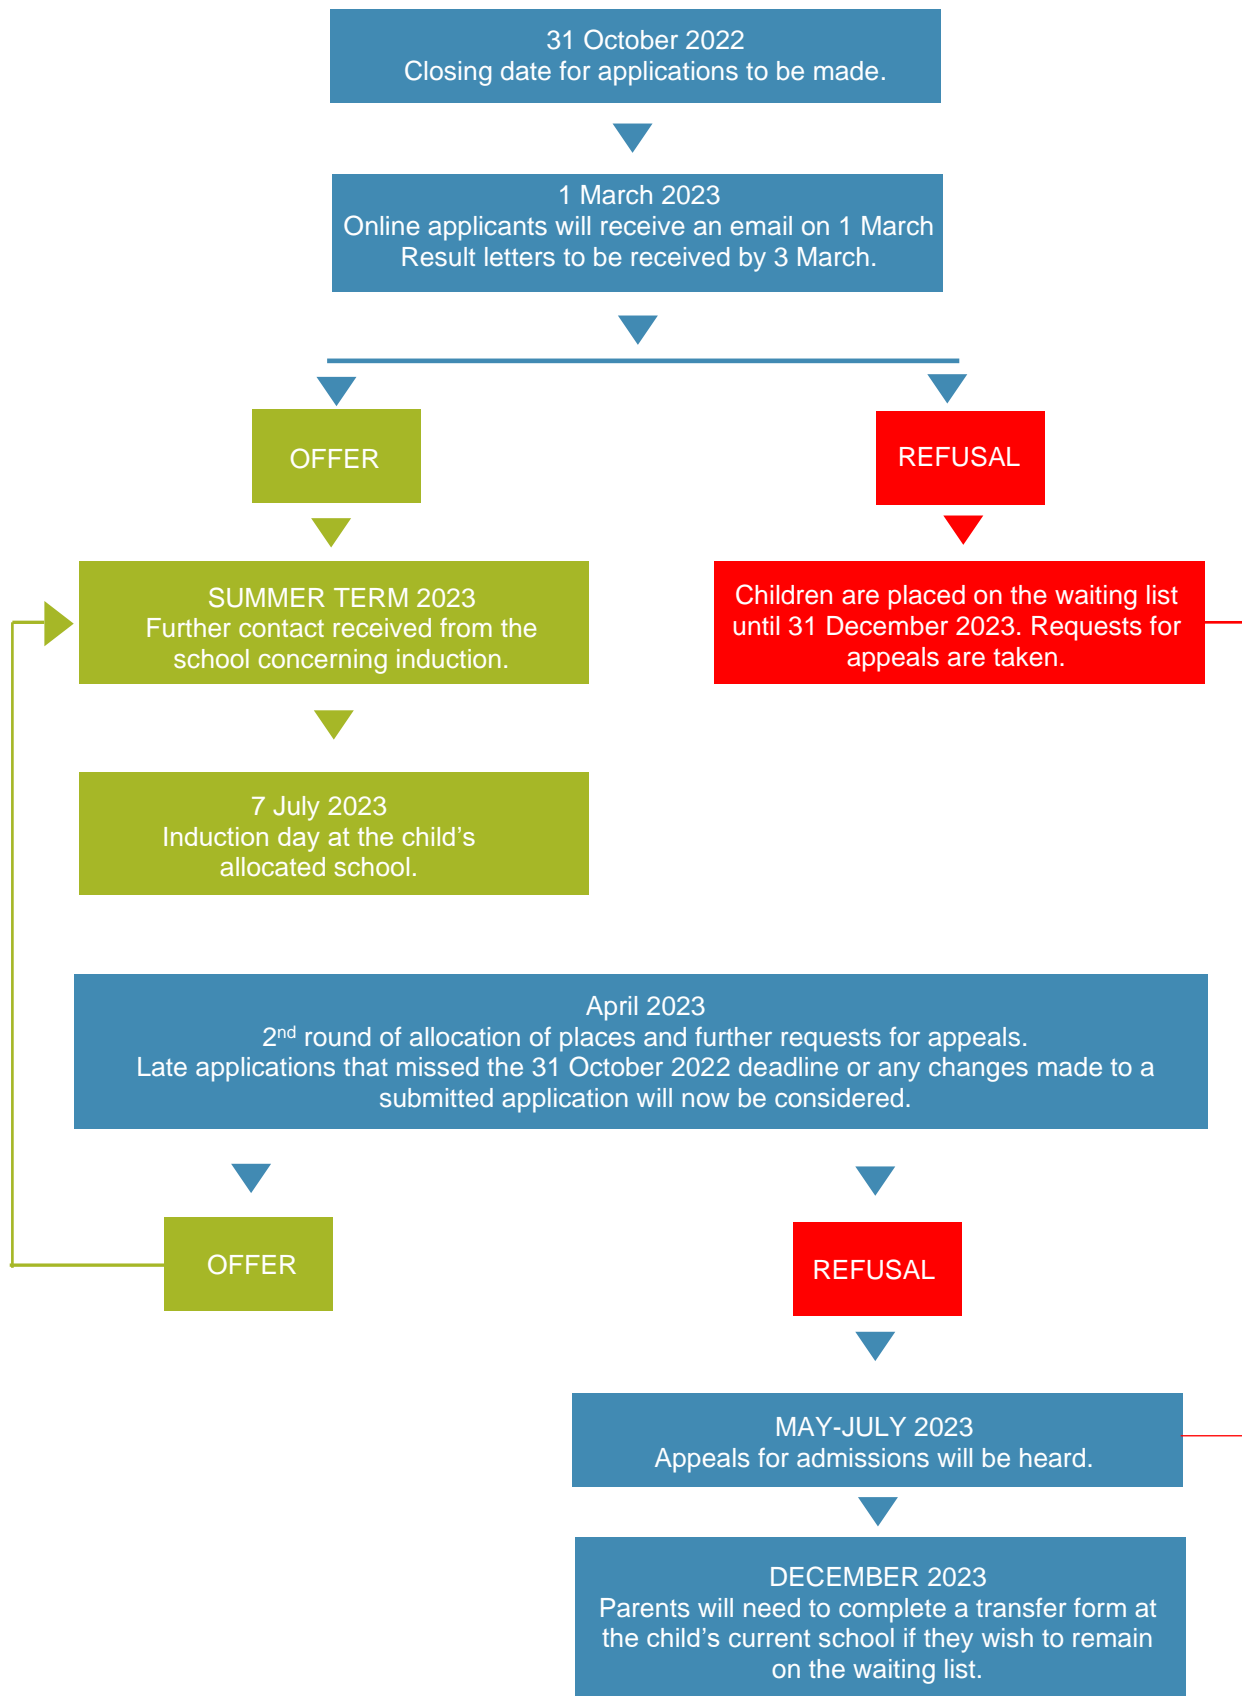 31 October 2022
Closing date for applications to be made.
1 March 2023
Online applicants will receive an email on 1 March
Result letters to be received by 3 March.
OFFER
REFUSAL
SUMMER TERM 2023
Further contact received from the
school concerning induction.
Children are placed on the waiting list
until 31 December 2023. Requests for
appeals are taken.
7 July 2023
Induction day at the child’s
allocated school.
April 2023
2nd round of allocation of places and further requests for appeals.
Late applications that missed the 31 October 2022 deadline or any changes made to a
submitted application will now be considered.
OFFER
REFUSAL
MAY-JULY 2023
Appeals for admissions will be heard.
DECEMBER 2023
Parents will need to complete a transfer form at
the child’s current school if they wish to remain
on the waiting list.